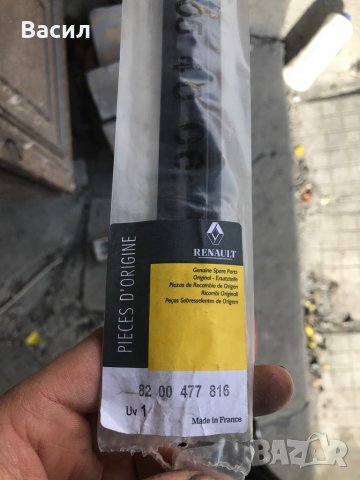 Васил
PIECES D'ORIGINE
RENAULT
Genuine Spare Parts
Original - Ersatzteile
Piezas de Recambio de Origen
Ricambi Originali
Peças Sobresselentes de Origem
82 00 477 816
Uv 1
Made in France
bazar